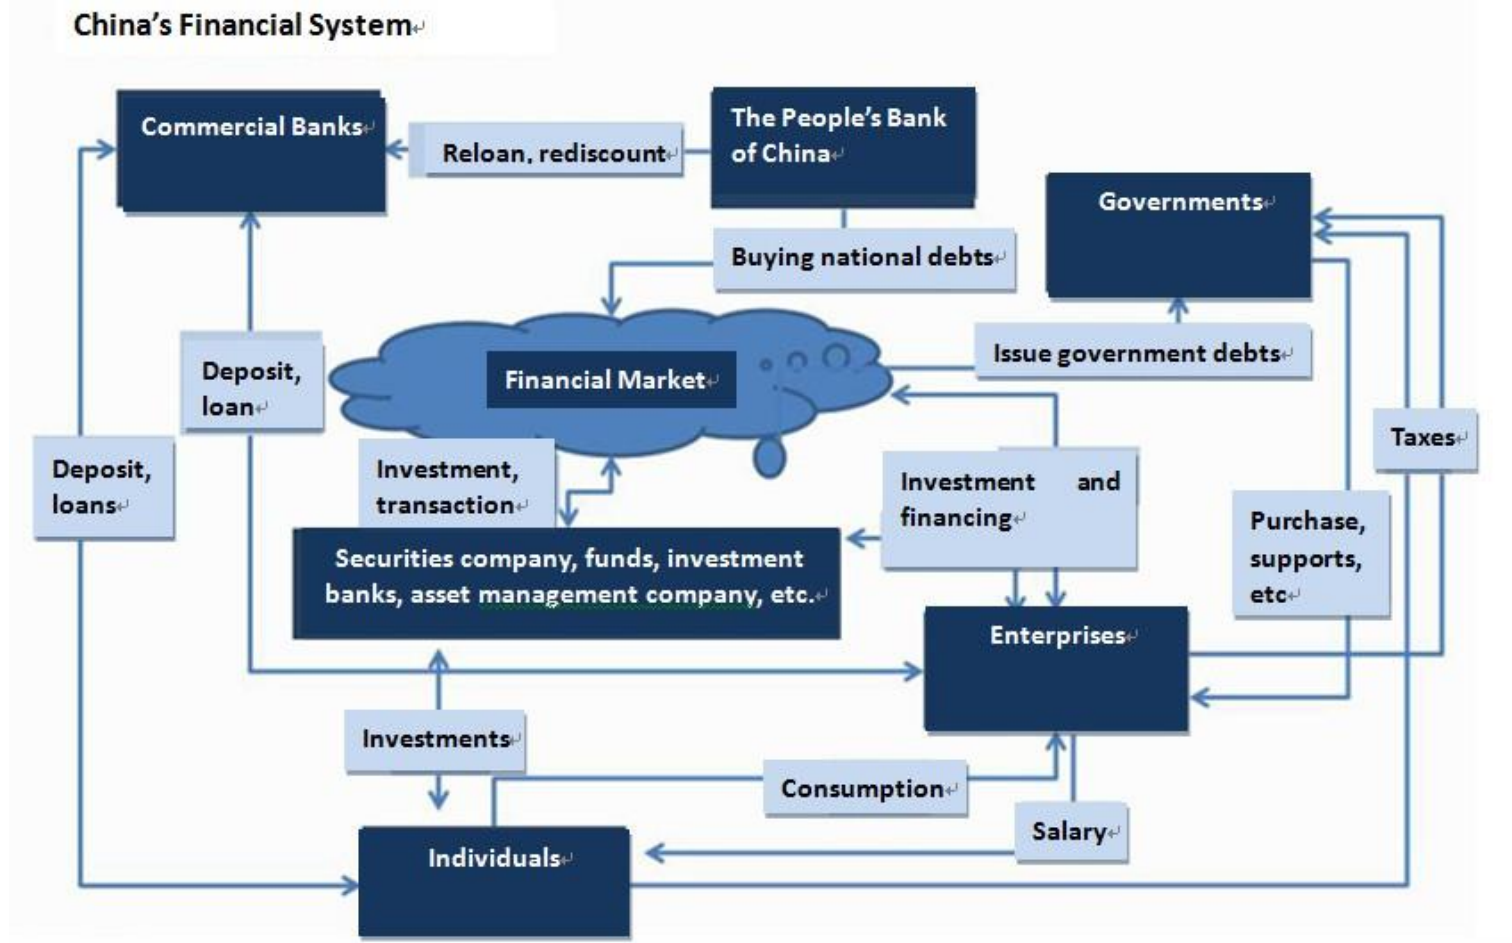 China's Financial System↵
Commercial Banks↵
Reloan, rediscount↵
The People's Bank
of China↵
Governments↵
Buying national debts↵
Issue government debts↵
Financial Market↵
Deposit,
loan↵
Taxes↵
Deposit,
loans↵
Investment,
transaction↵
Investment and
financing↵
Purchase,
supports,
etc↵
Securities company, funds, investment
banks, asset management company, etc.↵
Enterprises↵
Investments↵
Consumption↵
Salary↵
Individuals↵